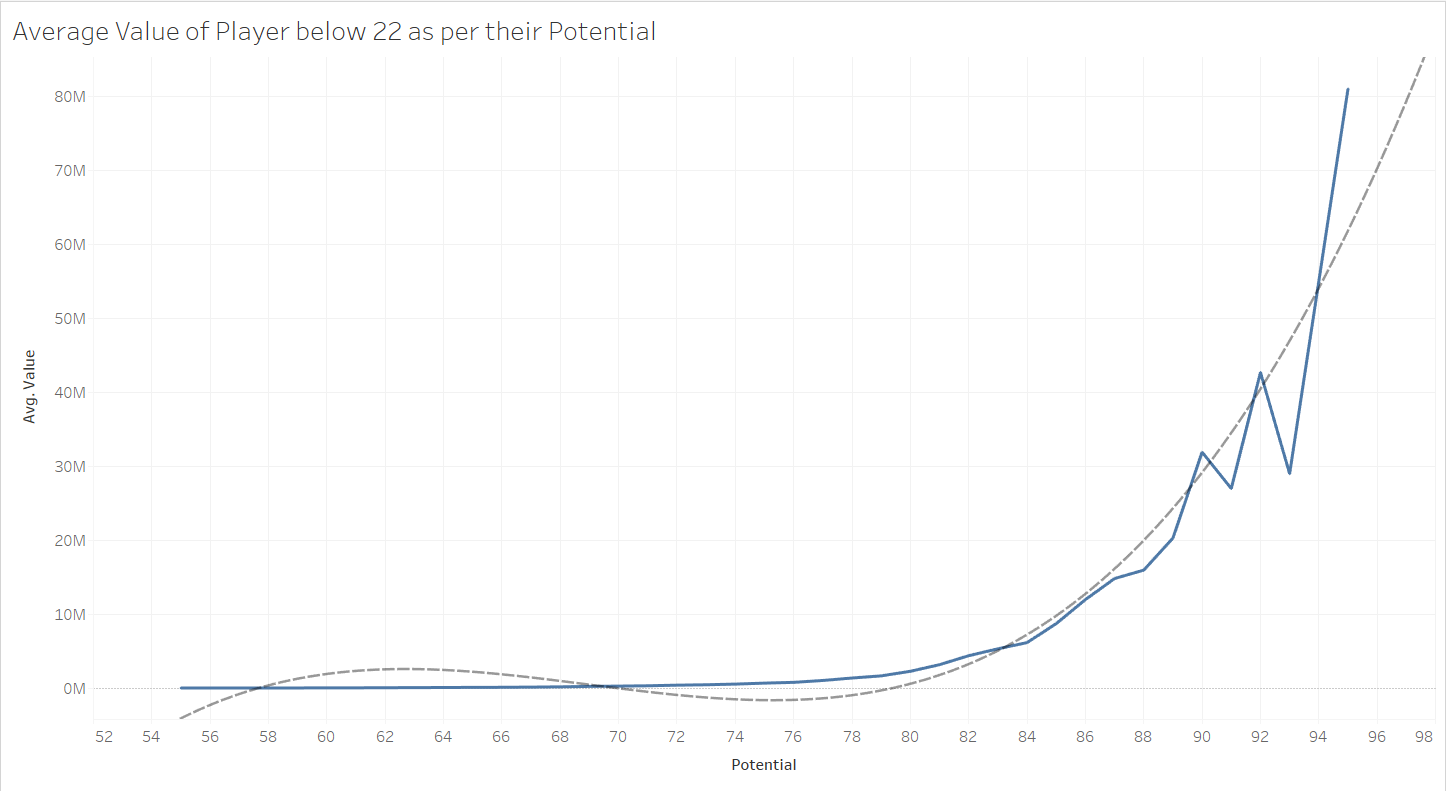 Average Value of Player below 22 as per their Potential
80M
70M
60M
50M
40M
30M
20M
10M
0M
Avg. Value
52 54 56 58 60 62 64 66 68 70 72 74 76 78 80 82 84 86 88 90 92 94 96 98
Potential